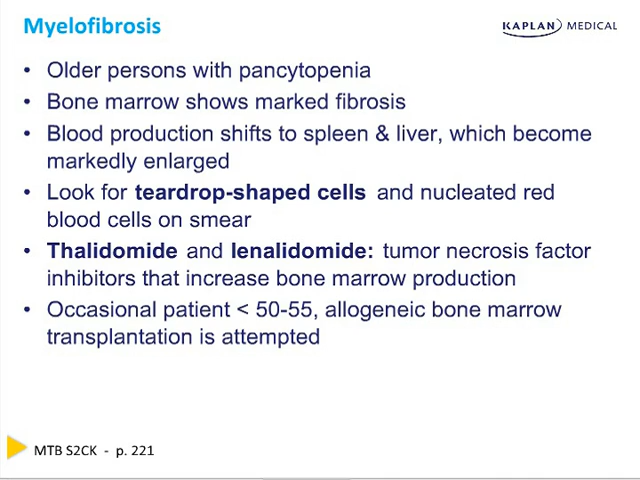 Myelofibrosis
KAPLAN MEDICAL
• Older persons with pancytopenia
• Bone marrow shows marked fibrosis
• Blood production shifts to spleen & liver, which become
markedly enlarged
• Look for teardrop-shaped cells and nucleated red
blood cells on smear
• Thalidomide and lenalidomide: tumor necrosis factor
inhibitors that increase bone marrow production
• Occasional patient < 50-55, allogeneic bone marrow
transplantation is attempted
MTB S2CK - p. 221